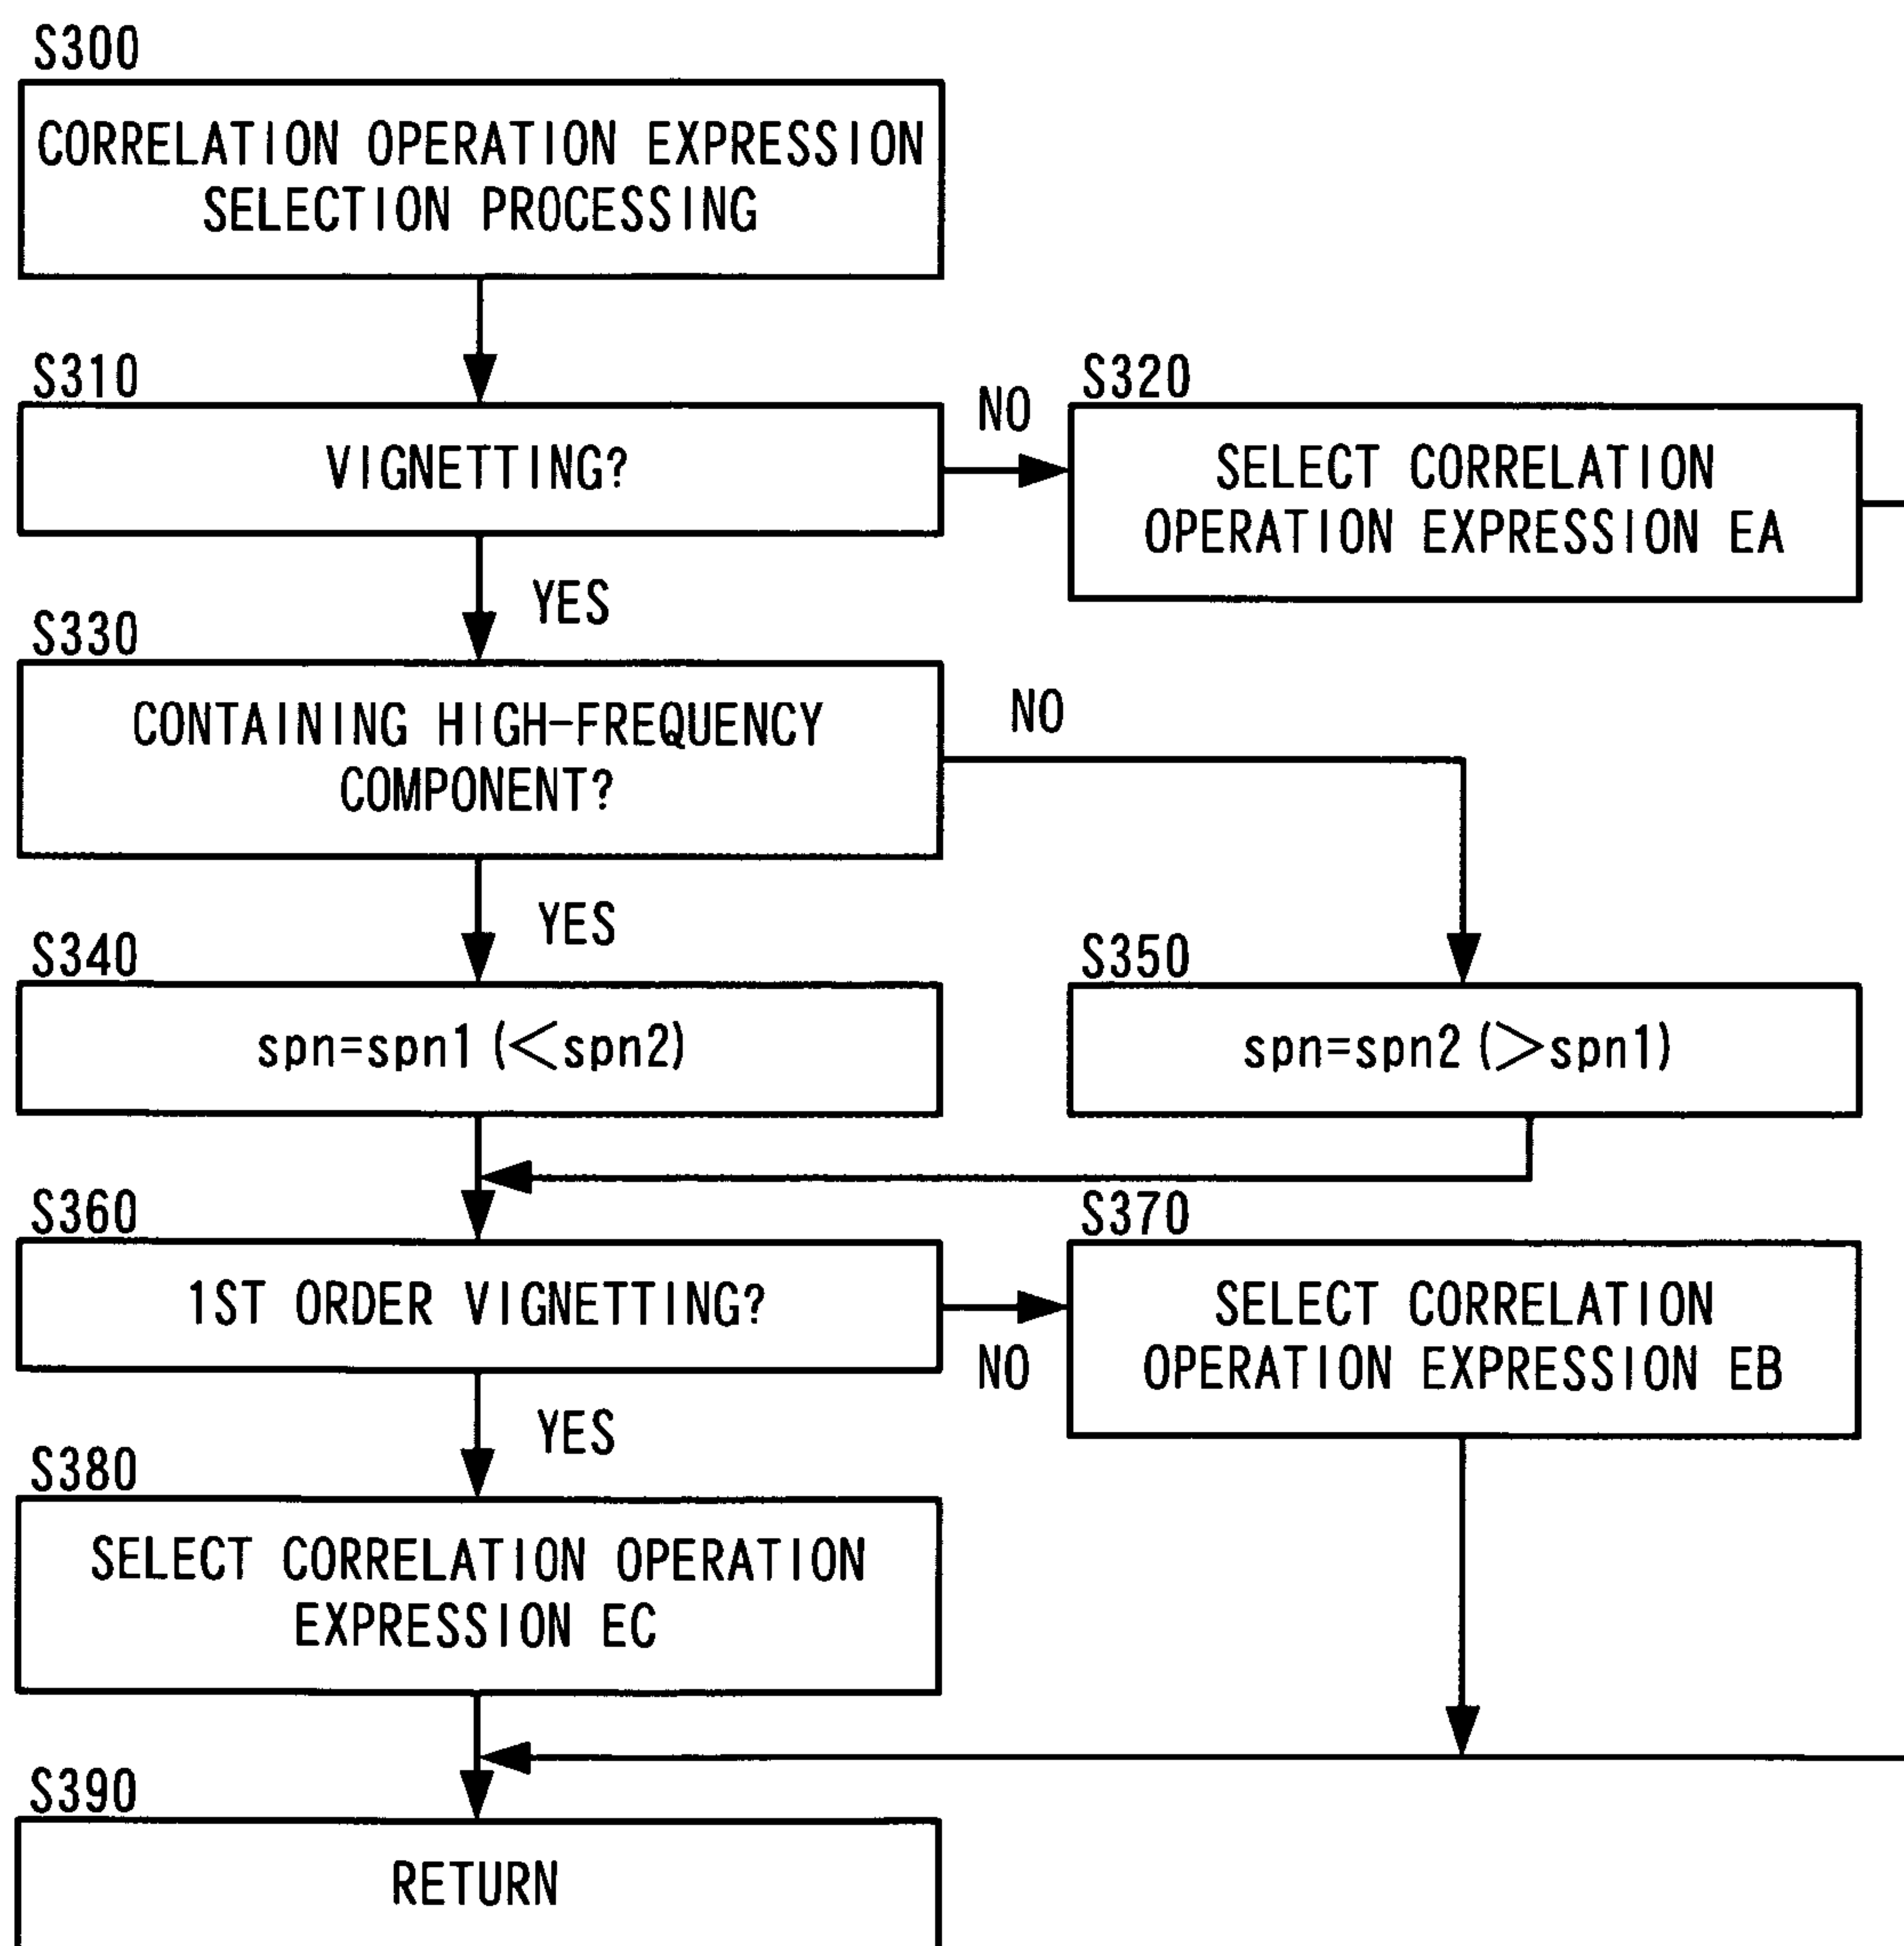 S300
CORRELATION OPERATION EXPRESSION
SELECTION PROCESSING
S310
VIGNETTING?
NO
S320
SELECT CORRELATION
OPERATION EXPRESSION EA
YES
S330
CONTAINING HIGH-FREQUENCY
COMPONENT?
NO
YES
S340
spn=spn1(<spn2)
S350
spn=spn2(>spn1)
S360
1ST ORDER VIGNETTING?
NO
S370
SELECT CORRELATION
OPERATION EXPRESSION EB
YES
S380
SELECT CORRELATION OPERATION
EXPRESSION EC
S390
RETURN